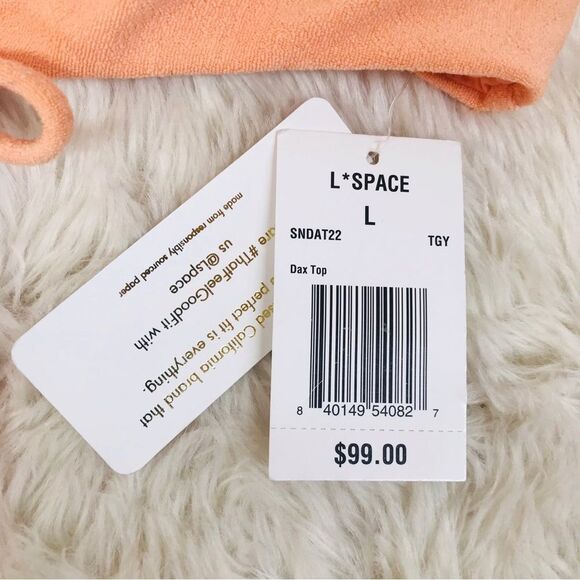 L*SPACE
L
SNDAT22 TGY
Dax Top
8 40149 54082 7
$99.00
California brand that
perfect fit is everything.
#ThatFeelGoodFit with
us @Lspace
made from responsibly sourced paper